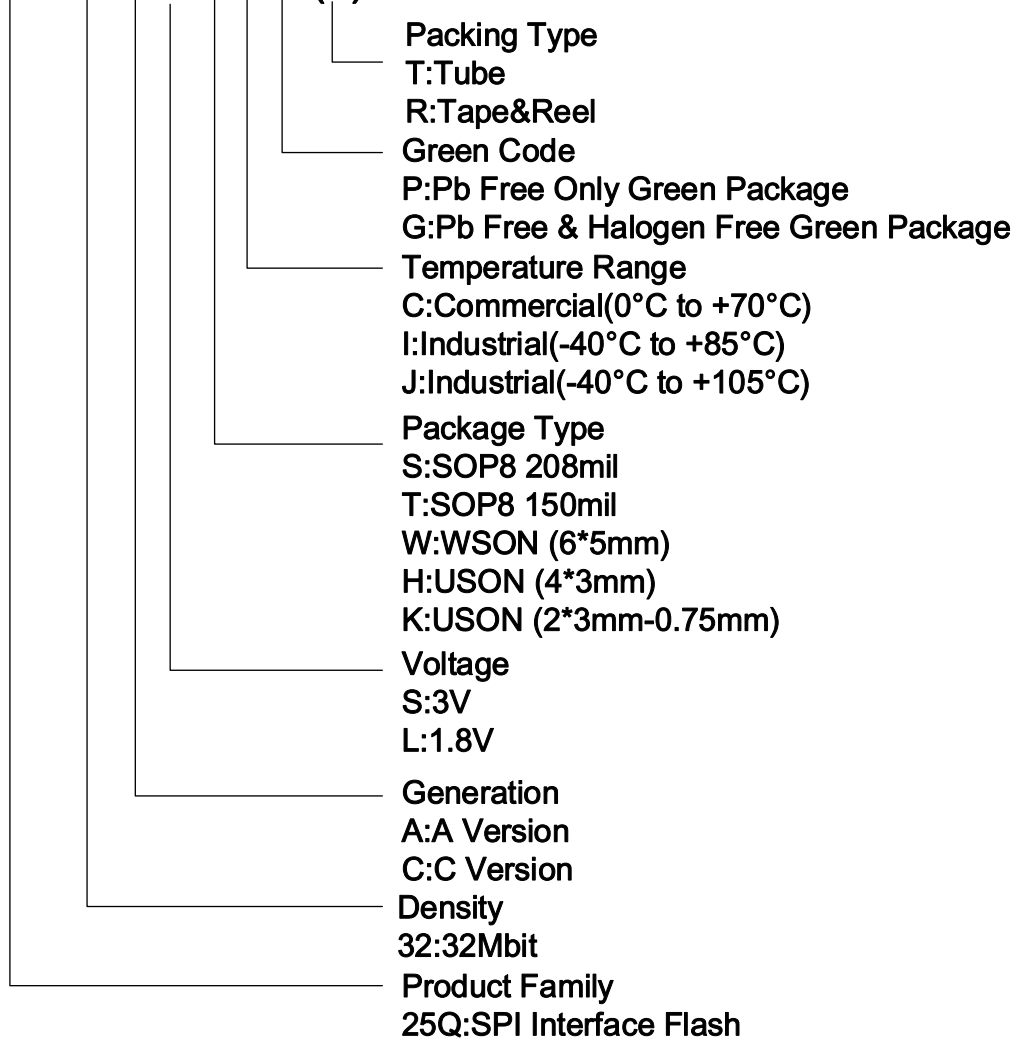 Packing Type
T:Tube
R:Tape&Reel
Green Code
P:Pb Free Only Green Package
G:Pb Free & Halogen Free Green Package
Temperature Range
C:Commercial(0°C to +70°C)
I:Industrial(-40°C to +85°C)
J:Industrial(-40°C to +105°C)
Package Type
S:SOP8 208mil
T:SOP8 150mil
W:WSON (6*5mm)
H:USON (4*3mm)
K:USON (2*3mm-0.75mm)
Voltage
S:3V
L:1.8V
Generation
A:A Version
C:C Version
Density
32:32Mbit
Product Family
25Q:SPI Interface Flash